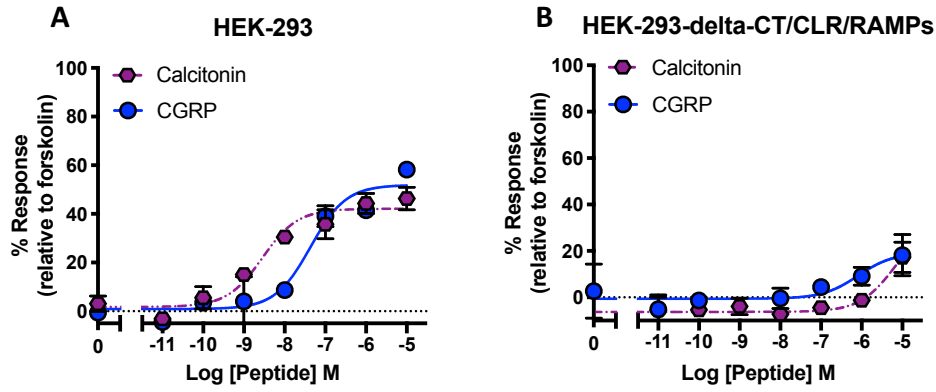 A
HEK-293
% Response
(relative to forskolin)
100
80
60
40
20
0
Calcitonin
CGRP
0 -11 -10 -9 -8 -7 -6 -5
Log [Peptide] M
B
HEK-293-delta-CT/CLR/RAMPs
% Response
(relative to forskolin)
100
80
60
40
20
0
Calcitonin
CGRP
0 -11 -10 -9 -8 -7 -6 -5
Log [Peptide] M